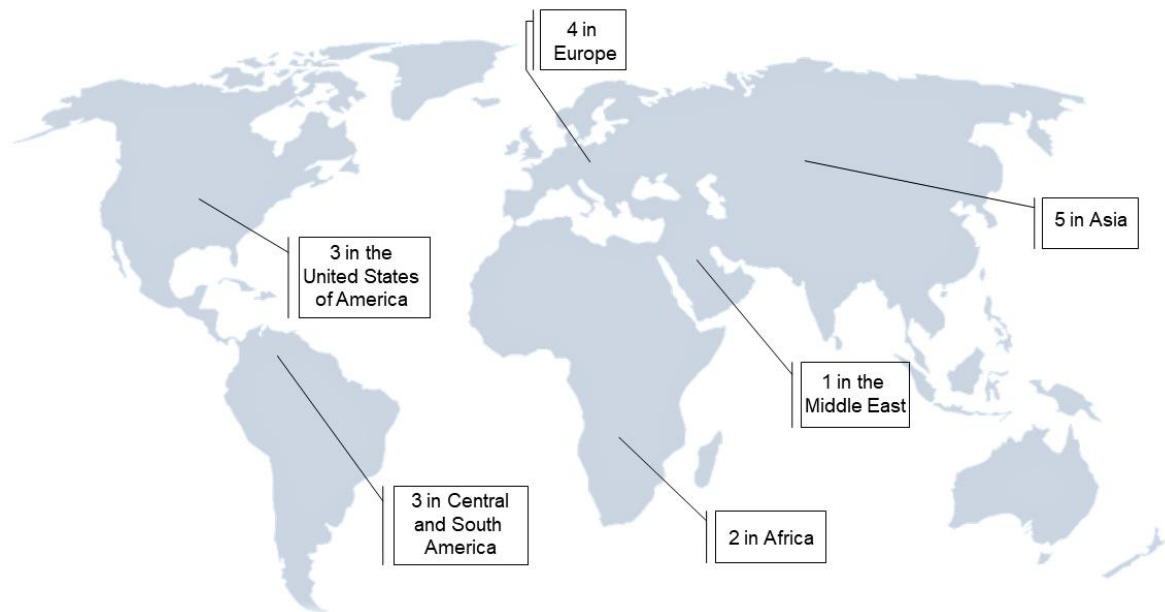 4 in
Europe
5 in Asia
3 in the
United States
of America
1 in the
Middle East
3 in Central
and South
America
2 in Africa